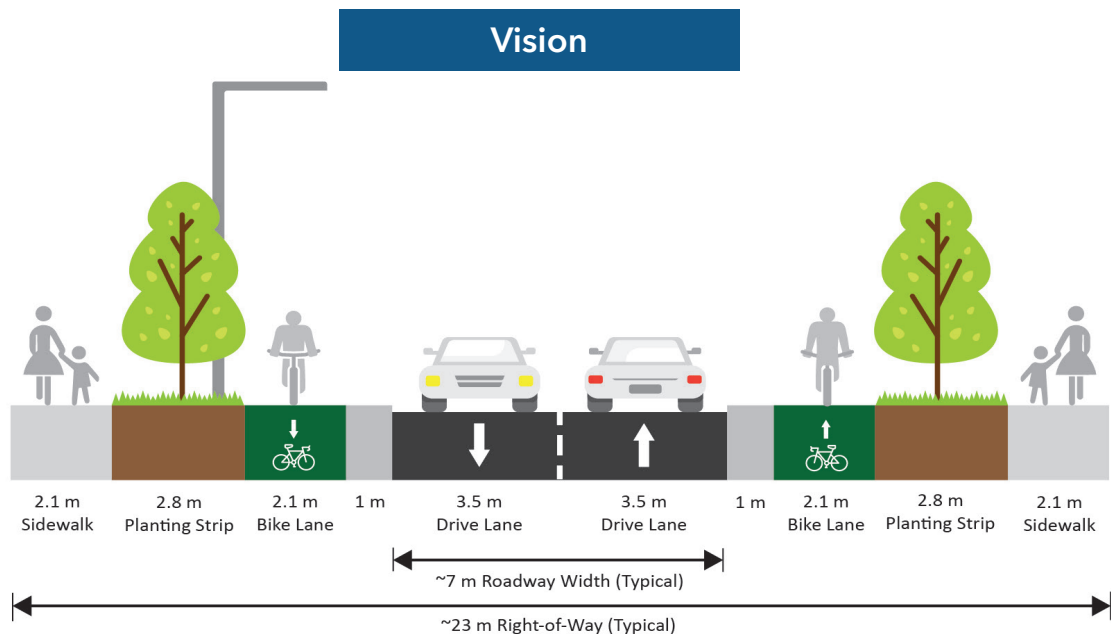 Vision
2.1 m
Sidewalk
2.8 m
Planting Strip
2.1 m
Bike Lane
1 m
3.5 m
Drive Lane
3.5 m
Drive Lane
1 m
2.1 m
Bike Lane
2.8 m
Planting Strip
2.1 m
Sidewalk
~7 m Roadway Width (Typical)
~23 m Right-of-Way (Typical)